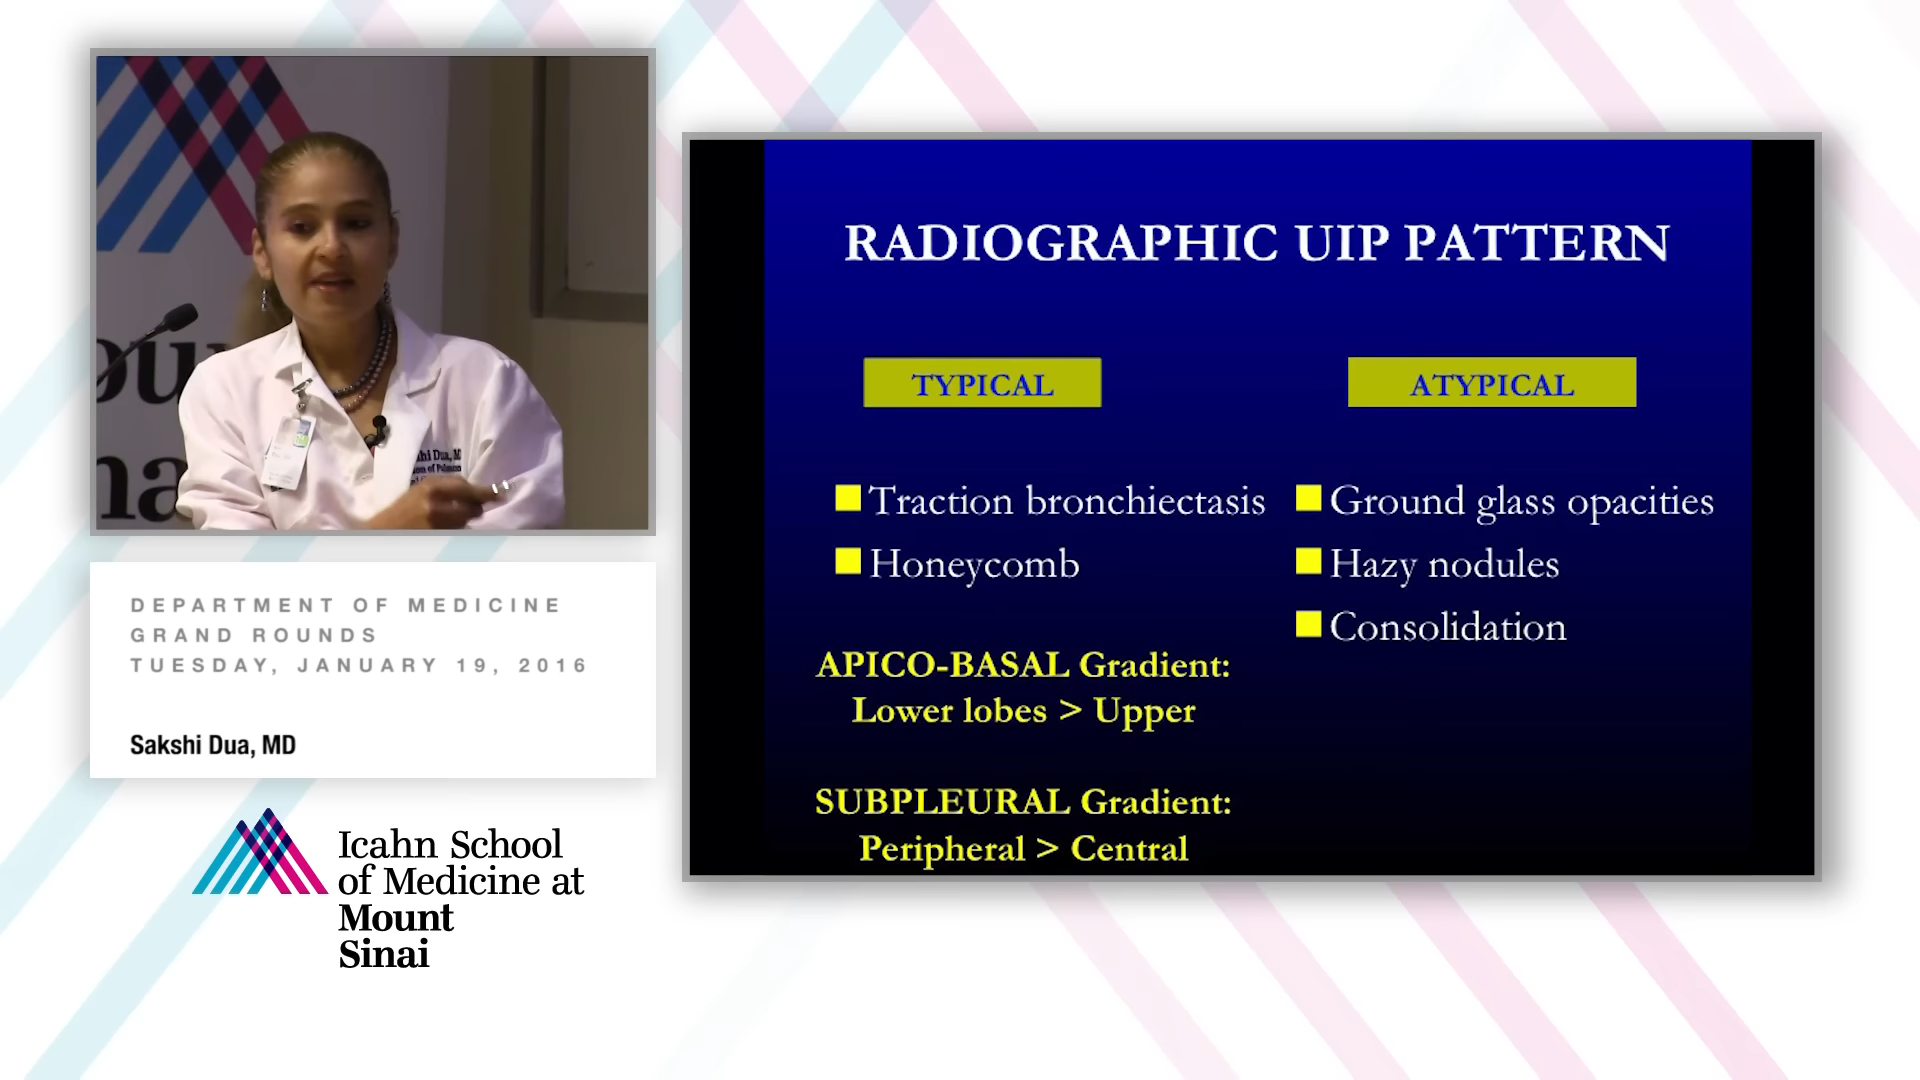 DEPARTMENT OF MEDICINE
GRAND ROUNDS
TUESDAY, JANUARY 19, 2016
Sakshi Dua, MD
Icahn School
of Medicine at
Mount
Sinai
RADIOGRAPHIC UIP PATTERN
TYPICAL
Traction bronchiectasis
Honeycomb
APICO-BASAL Gradient:
Lower lobes > Upper
SUBPLEURAL Gradient:
Peripheral > Central
ATYPICAL
Ground glass opacities
Hazy nodules
Consolidation